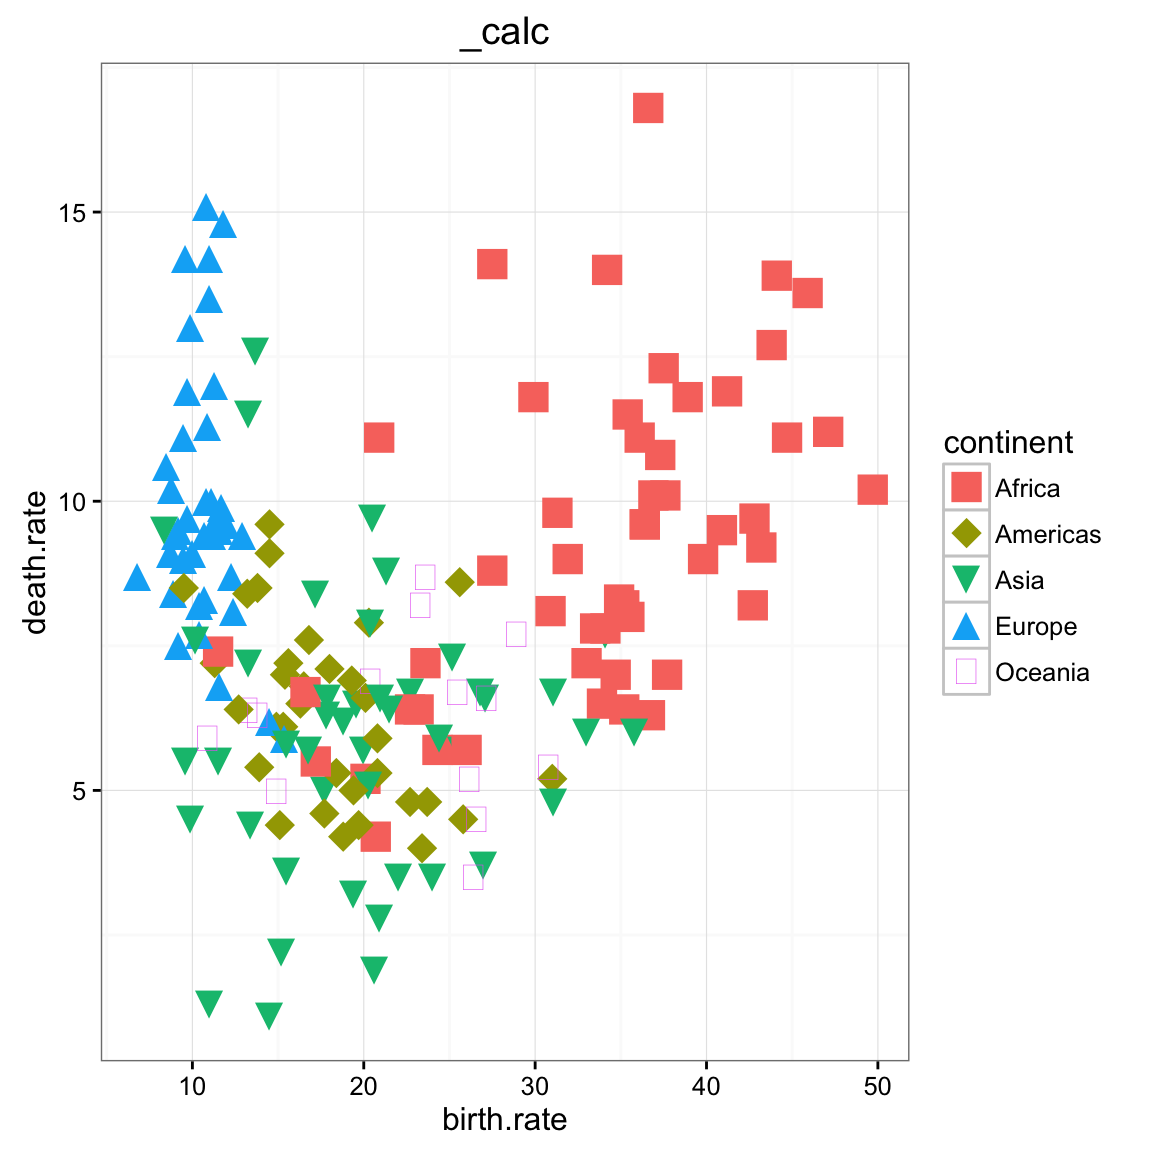 _calc
15
10
5
death.rate
10 20 30 40 50
birth.rate
continent
Africa
Americas
Asia
Europe
Oceania